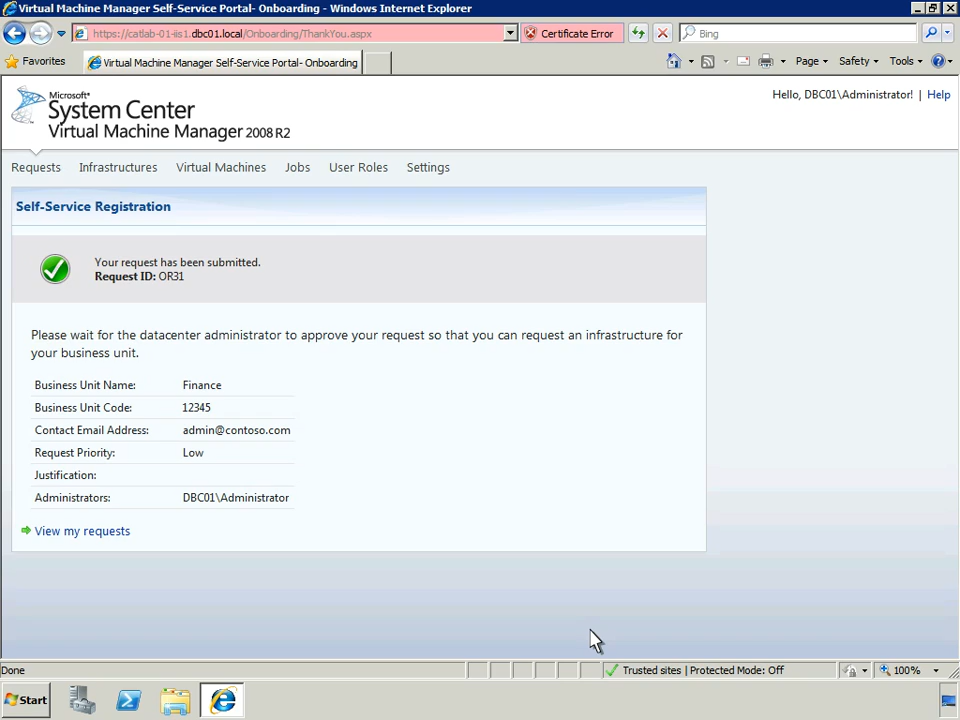 Virtual Machine Manager Self-Service Portal- Onboarding - Windows Internet Explorer
https://catlab-01-iis1.dbc01.local/Onboarding/ThankYou.aspx
Certificate Error
Bing
Favorites
Virtual Machine Manager Self-Service Portal- Onboarding
Page
Safety
Tools
Microsoft®
System Center
Virtual Machine Manager 2008 R2
Hello, DBC01\Administrator! | Help
Requests Infrastructures Virtual Machines Jobs User Roles Settings
Self-Service Registration
Your request has been submitted.
Request ID: OR31
Please wait for the datacenter administrator to approve your request so that you can request an infrastructure for
your business unit.
Business Unit Name: Finance
Business Unit Code: 12345
Contact Email Address: admin@contoso.com
Request Priority: Low
Justification:
Administrators: DBC01\Administrator
View my requests
Done
Trusted sites | Protected Mode: Off
100%
Start